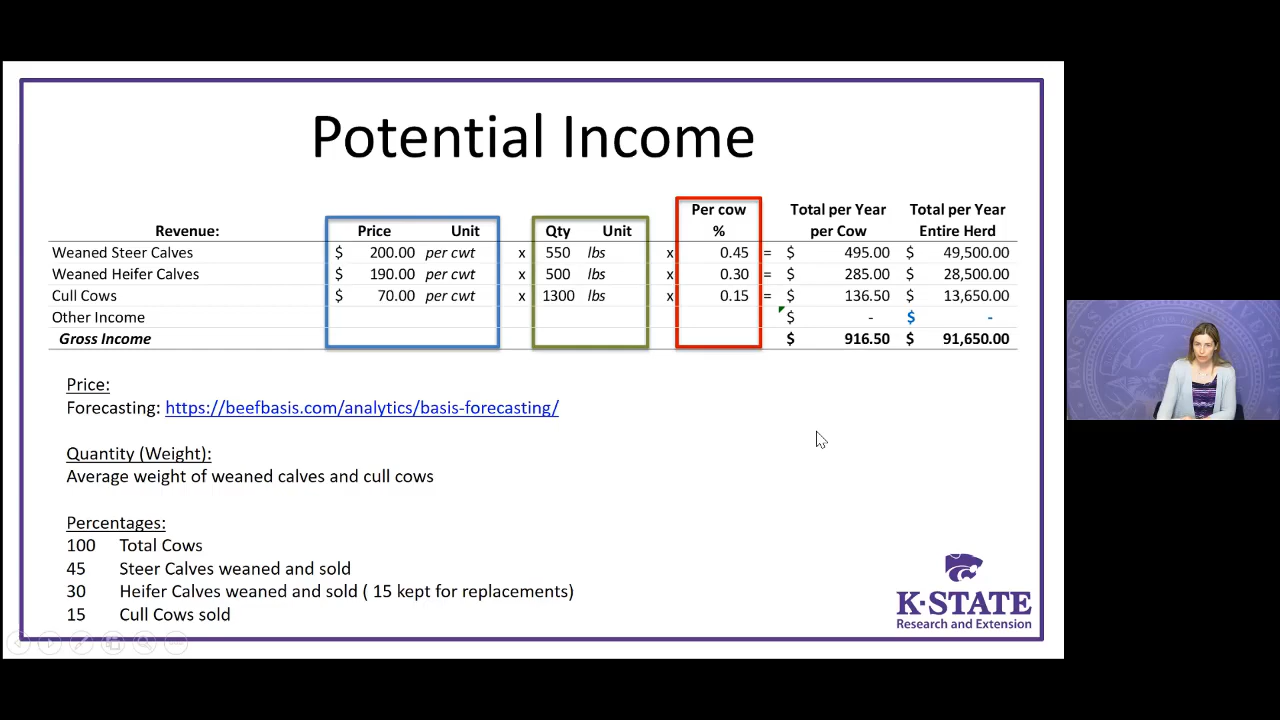 Potential Income
Per cow Total per Year Total per Year
Revenue: Price Unit Qty Unit % per Cow Entire Herd
Weaned Steer Calves $ 200.00 per cwt x 550 lbs x 0.45 = $ 495.00 $ 49,500.00
Weaned Heifer Calves $ 190.00 per cwt x 500 lbs x 0.30 = $ 285.00 $ 28,500.00
Cull Cows $ 70.00 per cwt x 1300 lbs x 0.15 = $ 136.50 $ 13,650.00
Other Income $ - $ -
Gross Income $ 916.50 $ 91,650.00
Price:
Forecasting: https://beefbasis.com/analytics/basis-forecasting/
Quantity (Weight):
Average weight of weaned calves and cull cows
Percentages:
100 Total Cows
45 Steer Calves weaned and sold
30 Heifer Calves weaned and sold ( 15 kept for replacements)
15 Cull Cows sold
K-STATE
Research and Extension